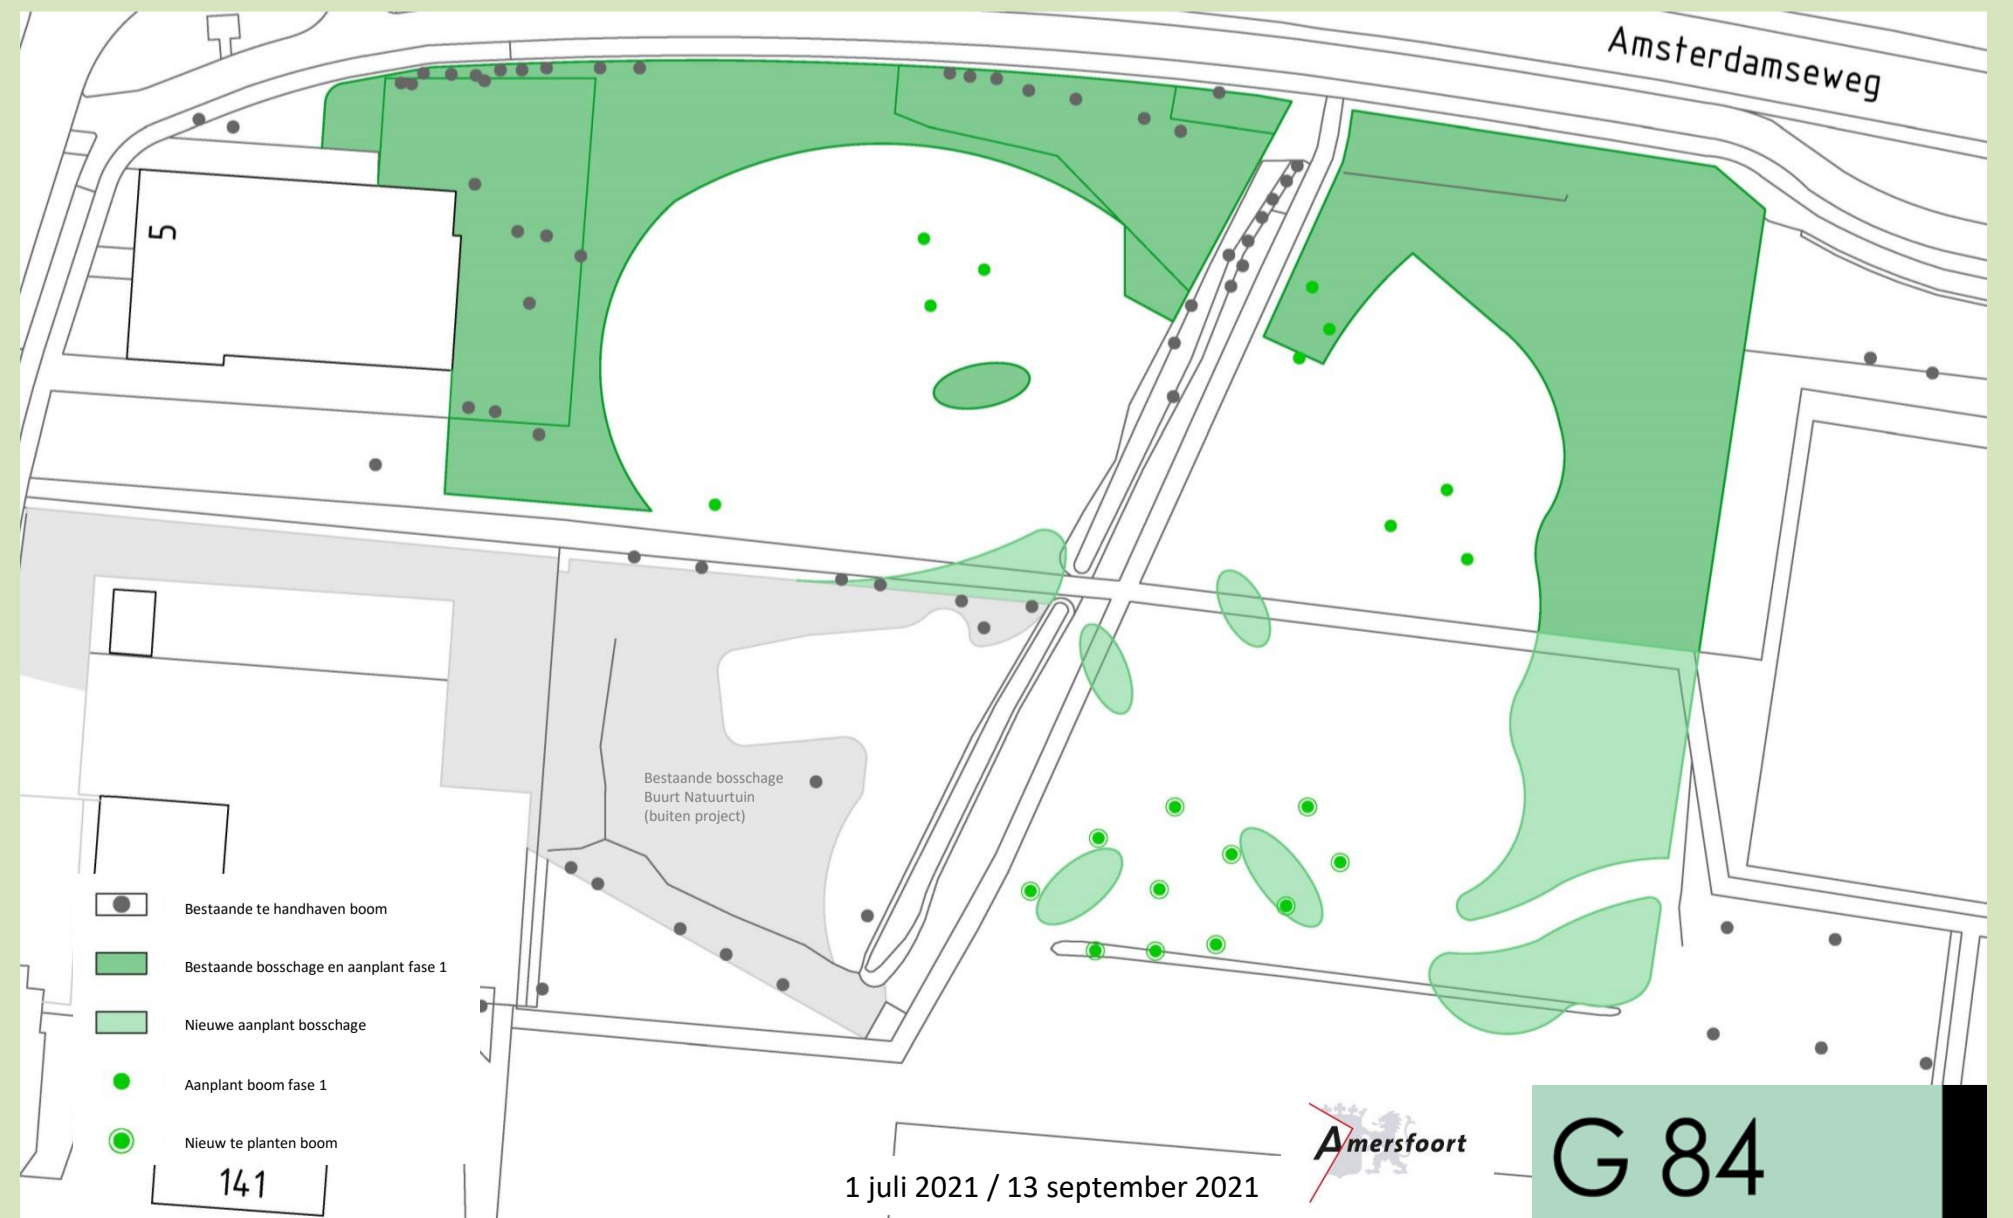 Amsterdamseweg
5
Bestaande bosschage
Buurt Natuurtuin
(buiten project)
Bestaande te handhaven boom
Bestaande bosschage en aanplant fase 1
Nieuwe aanplant bosschage
Aanplant boom fase 1
Nieuw te planten boom
141
1 juli 2021 / 13 september 2021
Amersfoort
G 84